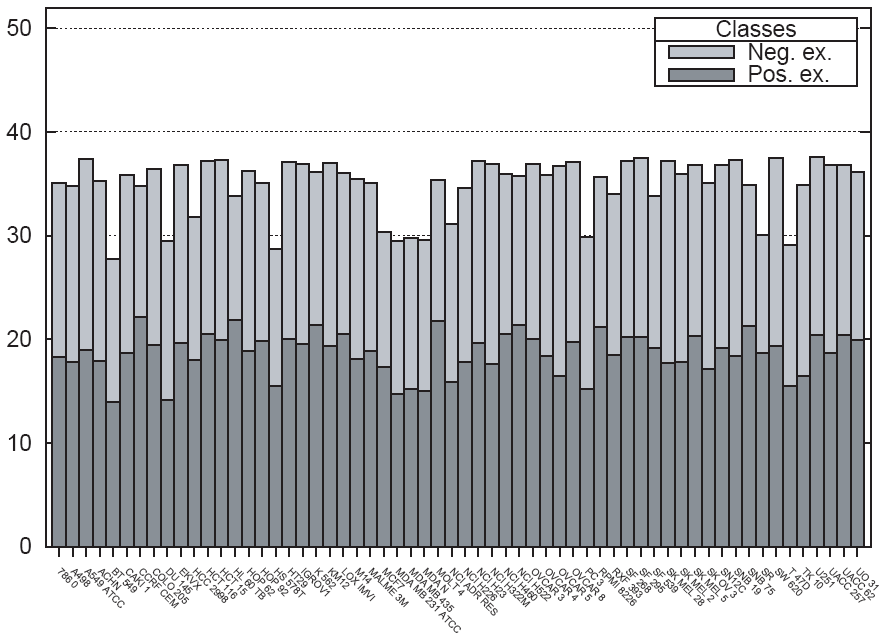 50
40
30
20
10
0
Classes
Neg. ex.
Pos. ex.
786 0
A498
A549 ATCC
ACHN
BT 549
CAKI 1
CCRF CEM
COLO 205
DU 145
EKVX
HCC 2998
HCT 116
HCT 15
HL 60 TB
HOP 62
HOP 92
HS 578T
HT29
IGROV1
K 562
KM12
LOX IMVI
M14
MALME 3M
MCF7
MDA MB 231 ATCC
MDA MB 435
MDA N
MOLT 4
NCI ADR RES
NCI H226
NCI H23
NCI H322M
NCI H460
NCI H522
OVCAR 3
OVCAR 4
OVCAR 5
OVCAR 8
PC 3
RPMI 8226
RXF 393
SF 268
SF 295
SF 539
SK MEL 28
SK MEL 2
SK MEL 5
SK OV 3
SN12C
SNB 19
SNB 75
SR
SW 620
T 47D
TK 10
U251
UACC 257
UACC 62
UO 31